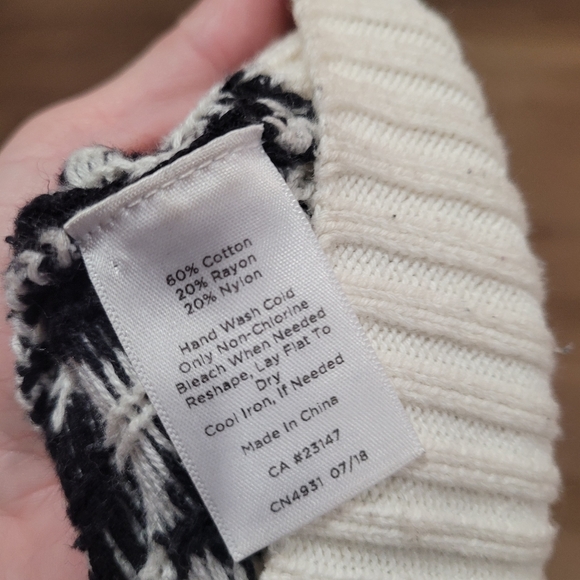 60% Cotton
20% Rayon
20% Nylon
Hand Wash Cold
Only Non-Chlorine
Bleach When Needed
Reshape, Lay Flat To
Dry
Cool Iron, If Needed
Made In China
CA #23147
CN4931 07/18